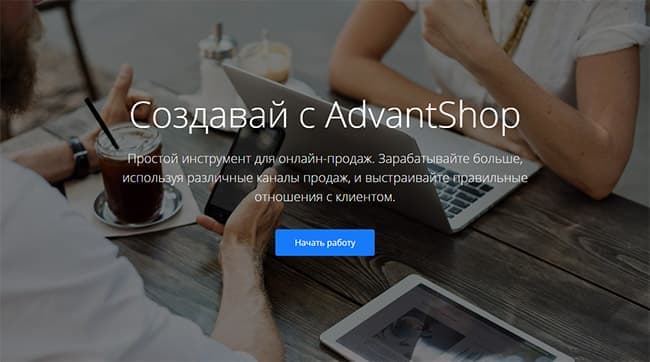 Создавай с AdvantShop
Простой инструмент для онлайн-продаж. Зарабатывайте больше,
используя различные каналы продаж, и выстраивайте правильные
отношения с клиентом.
Начать работу